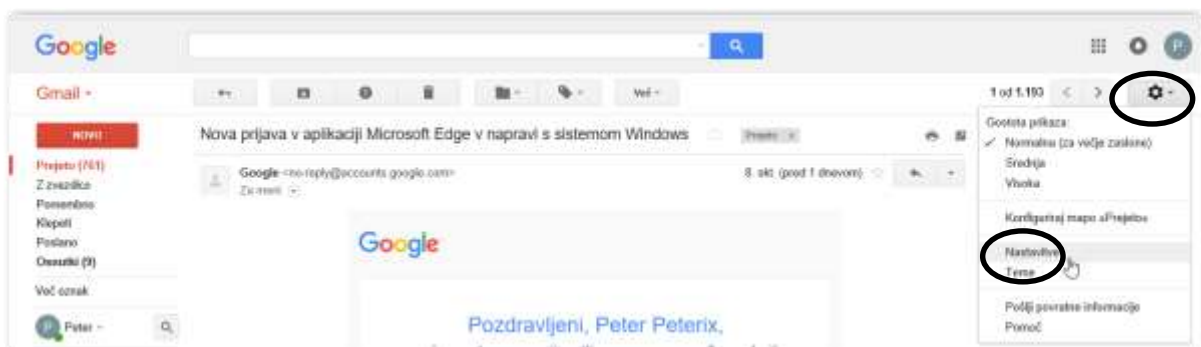 Google
Gmail
Več
1 od 1.193
NOVO
Prejeto (761)
Z zvezdico
Pomembno
Klepeti
Poslano
Osnutki (9)
Več oznak
Peter
Nova prijava v aplikaciji Microsoft Edge v napravi s sistemom Windows
Prejeto x
Google <no-reply@accounts.google.com>
8. okt. (pred 1 dnevom)
Za meni
Google
Pozdravljeni, Peter Peterix,
Gostota prikaza:
Normalna (za večje zaslone)
Srednja
Visoka
Konfiguriraj mapo »Prejeto«
Nastavitve
Teme
Pošlji povratne informacije
Pomoč